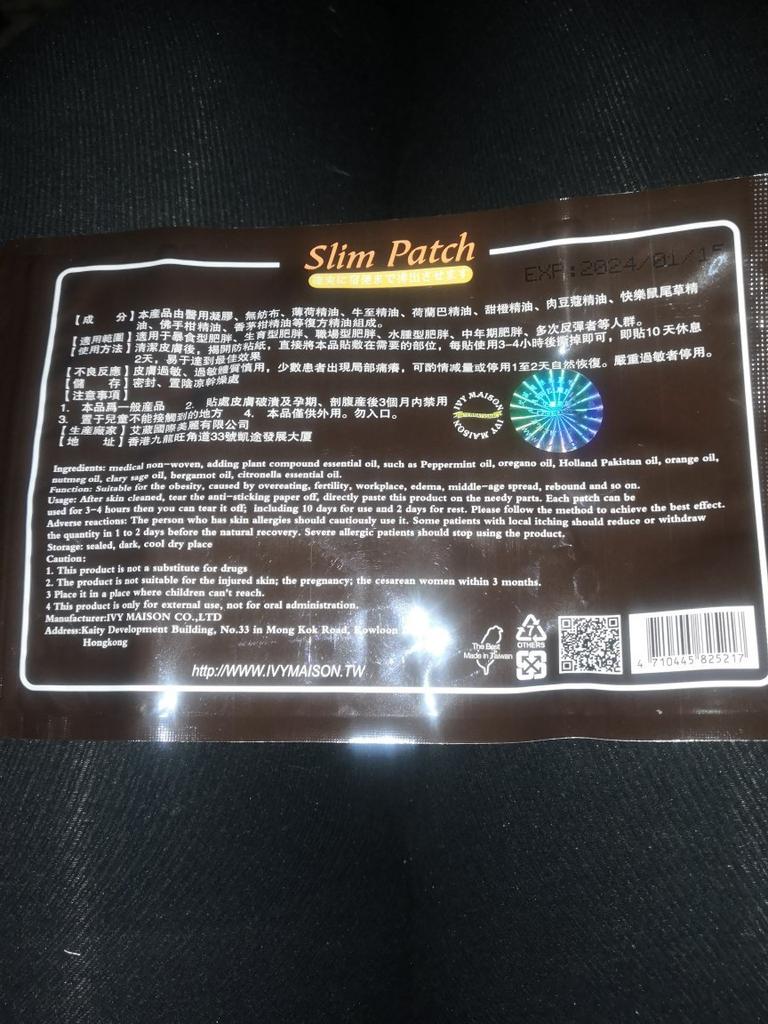 Slim Patch
EXP:2024/01/15
【成　　分】本產品由醫用凝膠、無紡布、薄荷精油、牛至精油、荷蘭巴精油、甜橙精油、肉豆蔻精油、快樂鼠尾草精
油、佛手柑精油、香茅柑精油等復方精油組成。
【適用範圍】適用于暴食型肥胖、生育型肥胖、職場型肥胖、水腫型肥胖、中年期肥胖、多次反彈者等人群。
【使用方法】清潔皮膚後，揭開防粘紙，直接將本品貼敷在需要的部位，每貼使用3-4小時後撕掉即可，即貼10 天休息
2天，易于達到最佳效果
【不良反應】皮膚過敏、過敏體質慎用，少數患者出現局部痛癢，可酌情减量或停用1至2天自然恢復。嚴重過敏者停用。
【儲　　存】密封、置陰凉幹燥處
【注意事項】
1. 本品爲一般産品 2. 貼處皮膚破潰及孕期、剖腹産後3個月内禁用
3. 置于兒童不能接觸到的地方 4. 本品僅供外用。勿入口。
【生産廠家】艾葳國際美麗有限公司
【地　　址】香港九龍旺角道33號凱途發展大厦
IVY MAISON
IVY MAISON
Ingredients: medical non-woven, adding plant compound essential oil, such as Peppermint oil, oregano oil, Holland Pakistan oil, orange oil,
nutmeg oil, clary sage oil, bergamot oil, citronella essential oil.
Function: Suitable for the obesity, caused by overeating, fertility, workplace, edema, middle-age spread, rebound and so on.
Usage: After skin cleaned, tear the anti-sticking paper off, directly paste this product on the needy parts. Each patch can be
used for 3-4 hours then you can tear it off; including 10 days for use and 2 days for rest. Please follow the method to achieve the best effect.
Adverse reactions: The person who has skin allergies should cautiously use it. Some patients with local itching should reduce or withdraw
the quantity in 1 to 2 days before the natural recovery. Severe allergic patients should stop using the product.
Storage: sealed, dark, cool dry place
Caution:
1. This product is not a substitute for drugs
2. The product is not suitable for the injured skin; the pregnancy; the cesarean women within 3 months.
3 Place it in a place where children can't reach.
4 This product is only for external use, not for oral administration.
Manufacturer:IVY MAISON CO.,LTD
Address:Kaity Development Building, No.33 in Mong Kok Road, Kowloon
Hongkong
http://WWW.IVYMAISON.TW
The Best
Made in Taiwan
7
OTHERS
4 710445 825217